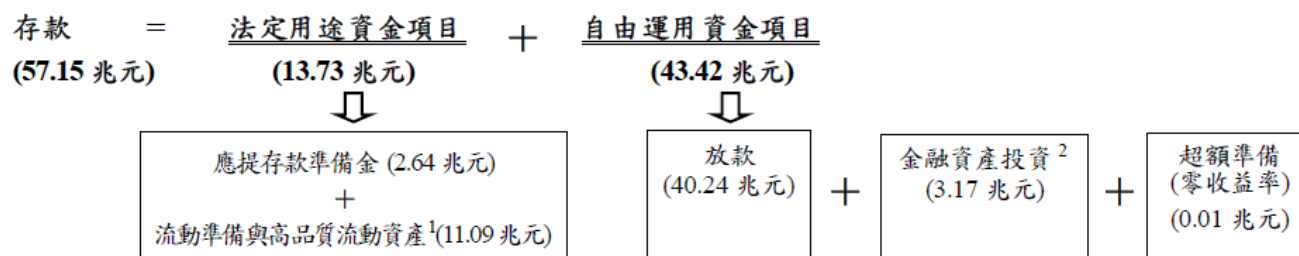 存款 = 法定用途資金項目 + 自由運用資金項目
(57.15 兆元) (13.73 兆元) (43.42 兆元)
應提存款準備金 (2.64 兆元)
+
流動準備與高品質流動資產1(11.09 兆元)
放款
(40.24 兆元)
+
金融資產投資 2
(3.17 兆元)
+
超額準備
(零收益率)
(0.01 兆元)